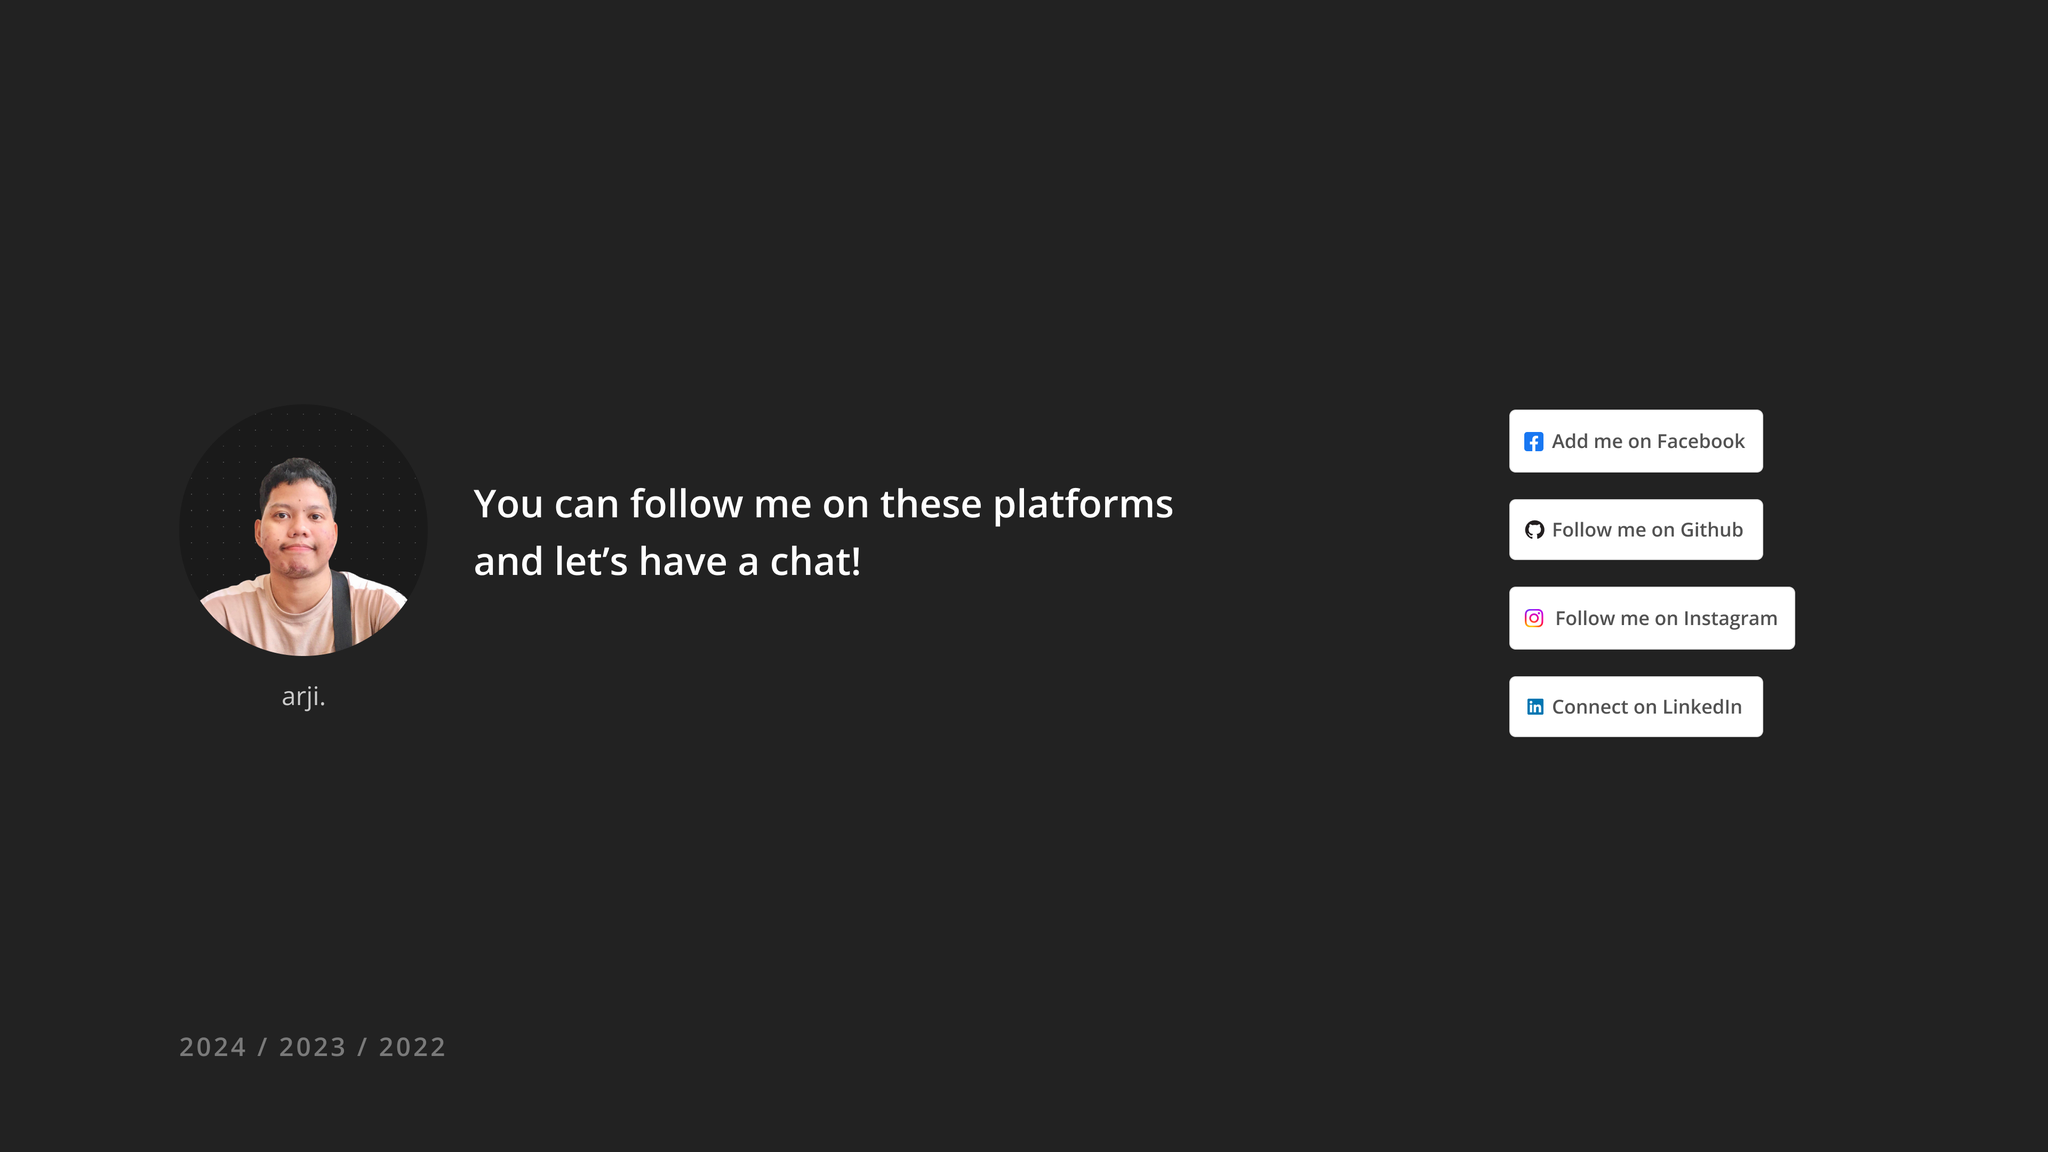 You can follow me on these platforms
and let’s have a chat!
arji.
Add me on Facebook
Follow me on Github
Follow me on Instagram
Connect on LinkedIn
2024 / 2023 / 2022